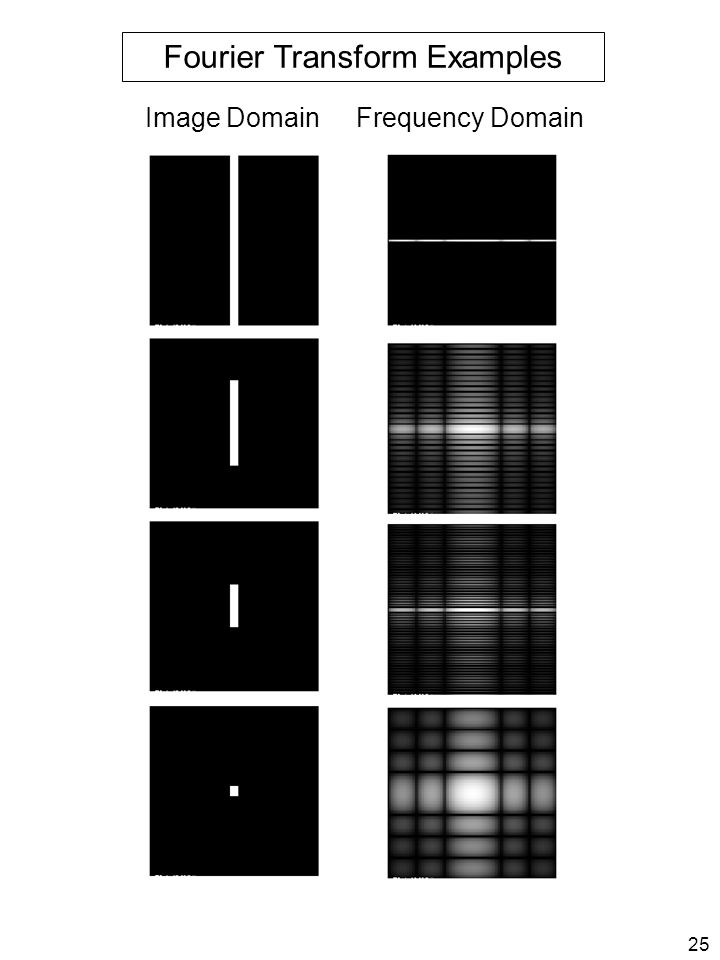 Fourier Transform Examples
Image Domain Frequency Domain
25